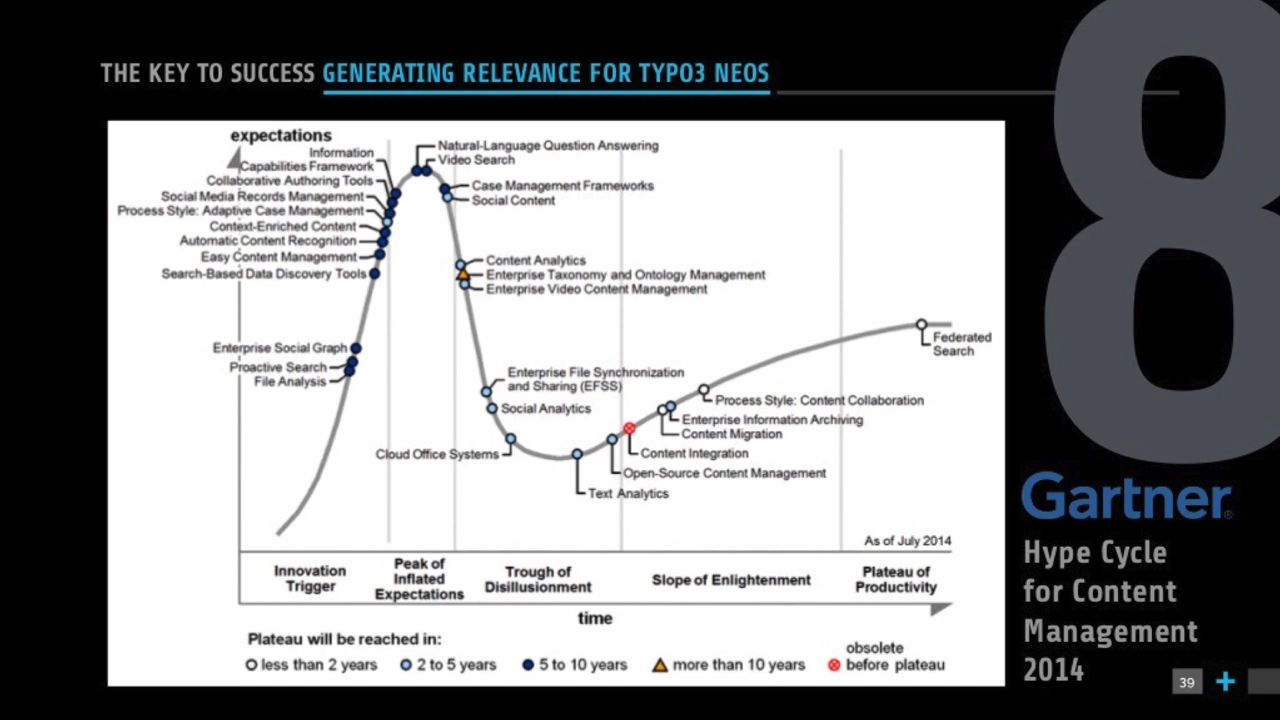 THE KEY TO SUCCESS GENERATING RELEVANCE FOR TYPO3 NEOS
8
expectations
Information
Capabilities Framework
Collaborative Authoring Tools
Social Media Records Management
Process Style: Adaptive Case Management
Context-Enriched Content
Automatic Content Recognition
Easy Content Management
Search-Based Data Discovery Tools
Enterprise Social Graph
Proactive Search
File Analysis
Natural-Language Question Answering
Video Search
Case Management Frameworks
Social Content
Content Analytics
Enterprise Taxonomy and Ontology Management
Enterprise Video Content Management
Enterprise File Synchronization
and Sharing (EFSS)
Social Analytics
Cloud Office Systems
Text Analytics
Open-Source Content Management
Content Integration
Content Migration
Enterprise Information Archiving
Process Style: Content Collaboration
Federated
Search
As of July 2014
Innovation
Trigger
Peak of
Inflated
Expectations
Trough of
Disillusionment
Slope of Enlightenment
Plateau of
Productivity
time
Plateau will be reached in:
less than 2 years
2 to 5 years
5 to 10 years
more than 10 years
obsolete
before plateau
Gartner®
Hype Cycle
for Content
Management
2014
39 +